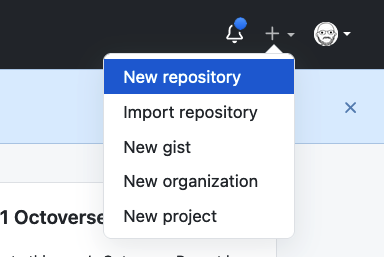 New repository
Import repository
New gist
New organization
1 Octoverse
New project